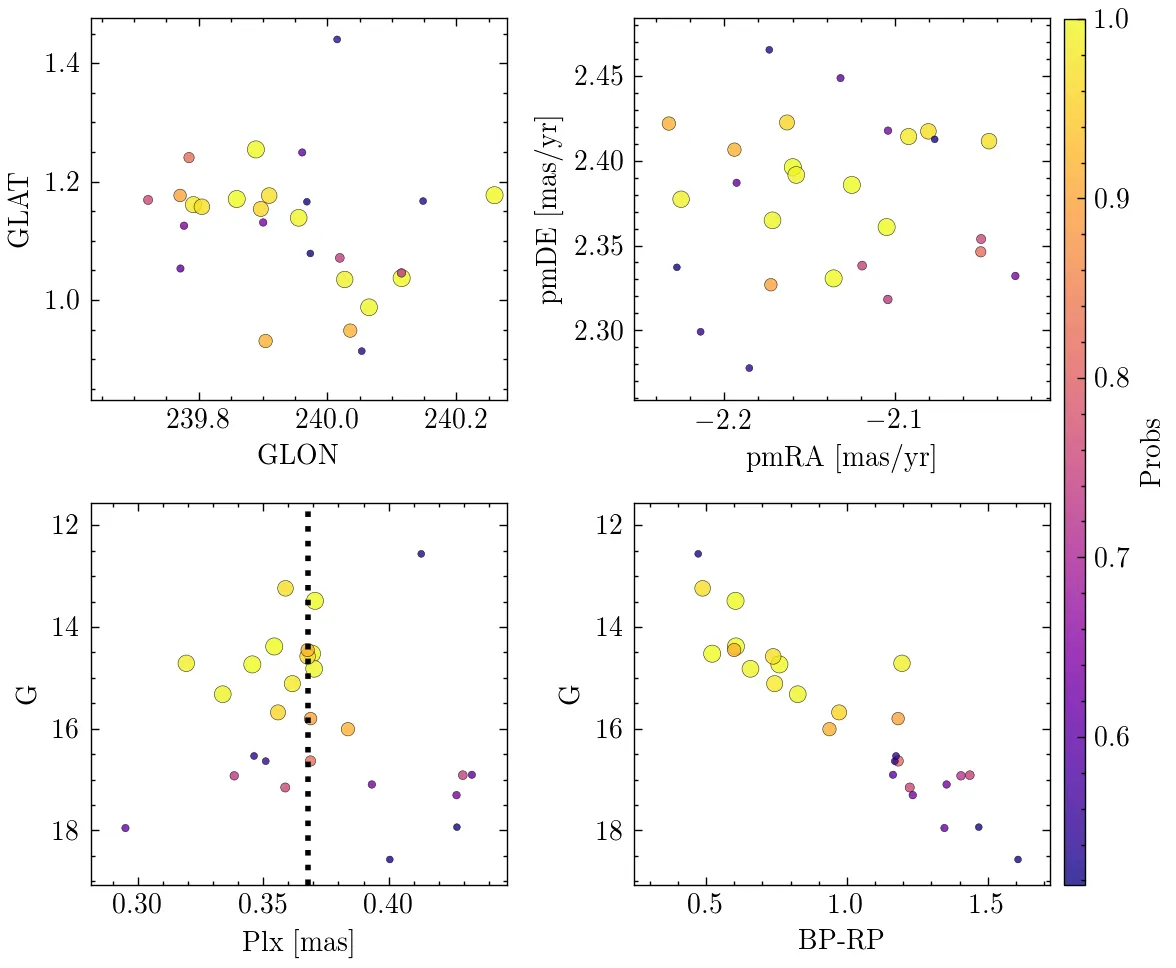 1.4
1.2
1.0
GLAT
239.8 240.0 240.2
GLON
2.45
2.40
2.35
2.30
pmDE [mas/yr]
−2.2 −2.1
pmRA [mas/yr]
12
14
16
18
G
0.30 0.35 0.40
Plx [mas]
12
14
16
18
G
0.5 1.0 1.5
BP-RP
1.0
0.9
0.8
0.7
0.6
Probs